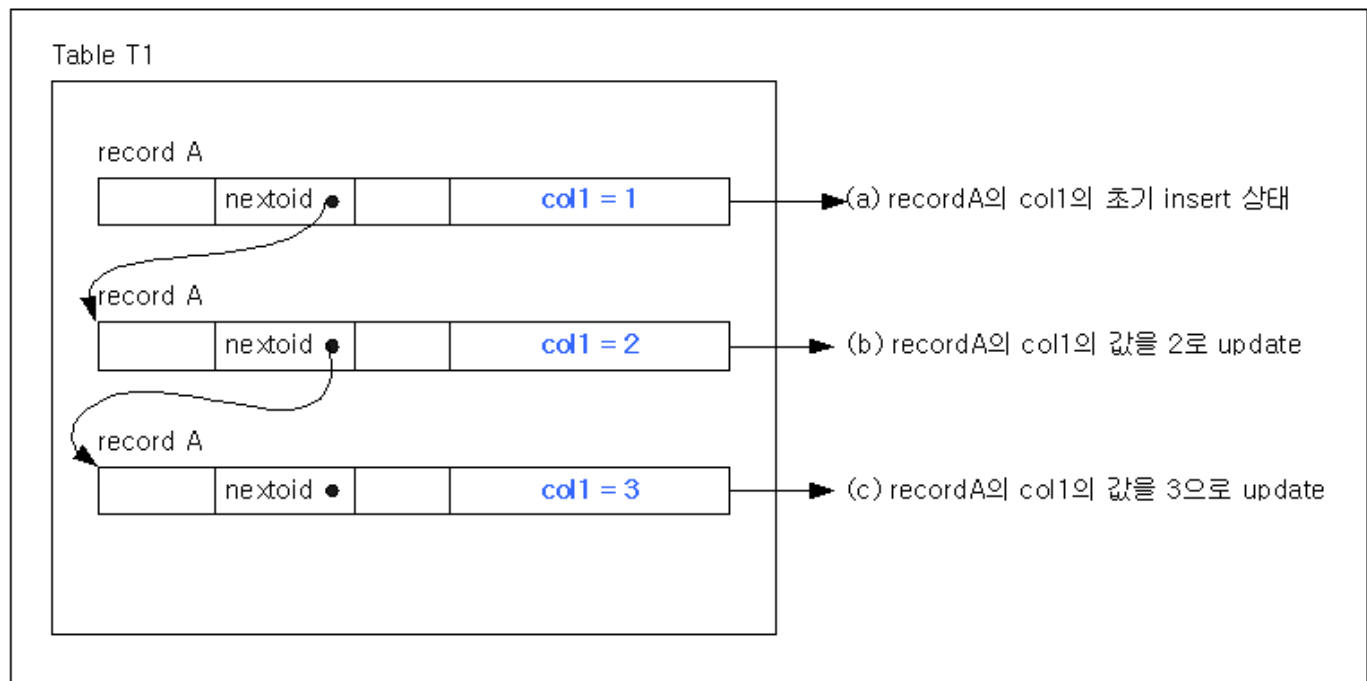 Table T1
record A
nextoid col1 = 1 (a) recordA의 col1의 초기 insert 상태
record A
nextoid col1 = 2 (b) recordA의 col1의 값을 2로 update
record A
nextoid col1 = 3 (c) recordA의 col1의 값을 3으로 update